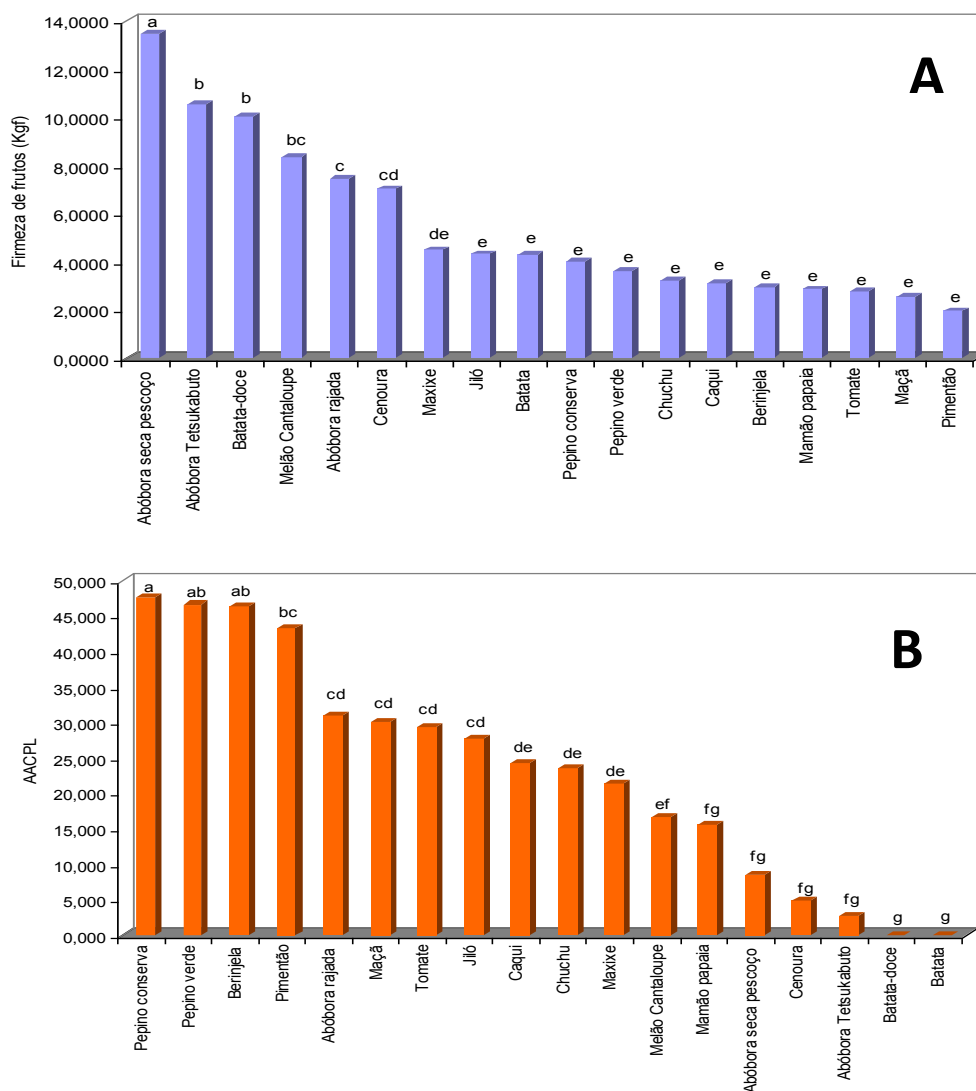 14,0000
12,0000
10,0000
8,0000
6,0000
4,0000
2,0000
0,0000
Firmeza de frutos (Kgf)
A
a
b
b
bc
c
cd
de
e
e
e
e
e
e
e
e
e
e
e
Abóbora seca pescoço
Abóbora Tetsukabuto
Batata-doce
Melão Cantaloupe
Abóbora rajada
Cenoura
Maxixe
Jiló
Batata
Pepino conserva
Pepino verde
Chuchu
Caqui
Berinjela
Mamão papaia
Tomate
Maçã
Pimentão
50,000
45,000
40,000
35,000
30,000
25,000
20,000
15,000
10,000
5,000
0,000
AACPL
B
a
ab
ab
bc
cd
cd
cd
cd
de
de
de
ef
fg
fg
fg
fg
g
g
Pepino conserva
Pepino verde
Berinjela
Pimentão
Abóbora rajada
Maçã
Tomate
Jiló
Caqui
Chuchu
Maxixe
Melão Cantaloupe
Mamão papaia
Abóbora seca pescoço
Cenoura
Abóbora Tetsukabuto
Batata-doce
Batata